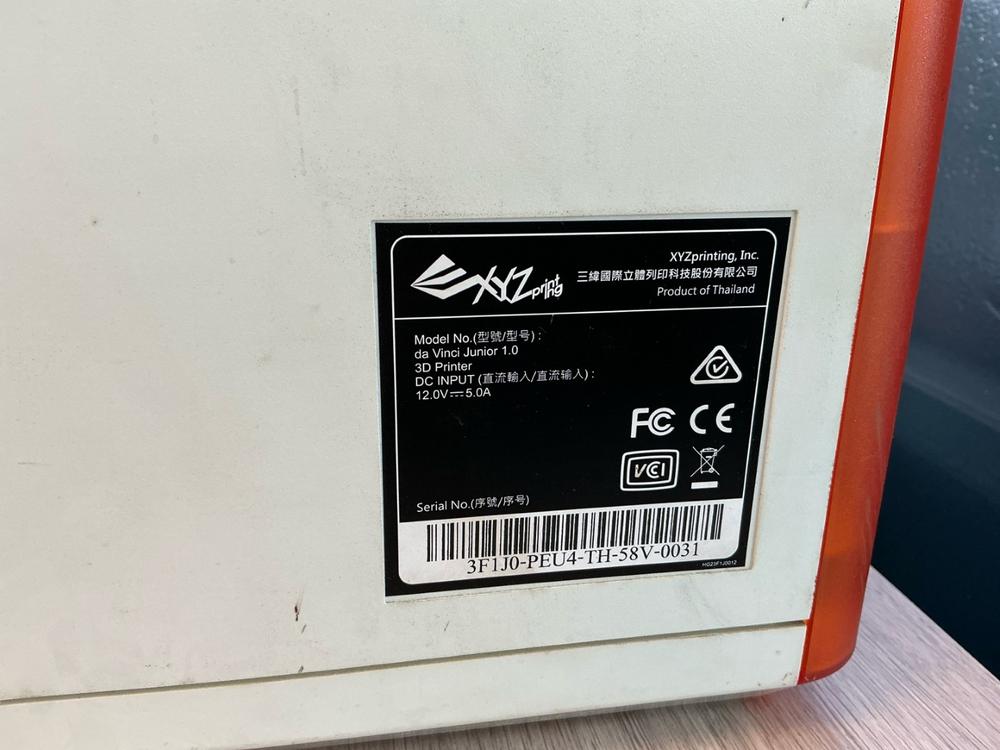 XYZprinting
XYZprinting, Inc.
三緯國際立體列印科技股份有限公司
Product of Thailand
Model No.(型號/型号) :
da Vinci Junior 1.0
3D Printer
DC INPUT (直流輸入/直流输入) :
12.0V⎓5.0A
FC CE
VCCI
Serial No.(序號/序号)
3F1J0-PEU4-TH-58V-0031
HG23F1J0012